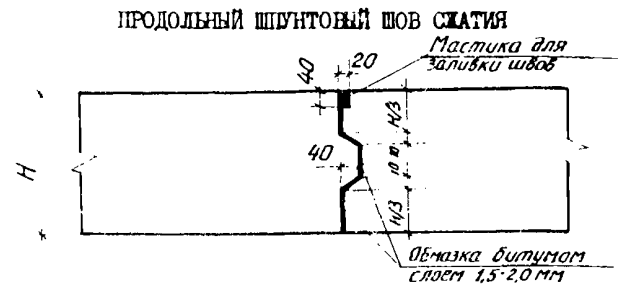 ПРОДОЛЬНЫЙ ШПУНТОВЫЙ ШОВ СЖАТИЯ
Мастика для
заливки швов
40
20
H
H/3
40
10
10
H/3
Обмазка битумом
слоем 1,5-2,0 мм